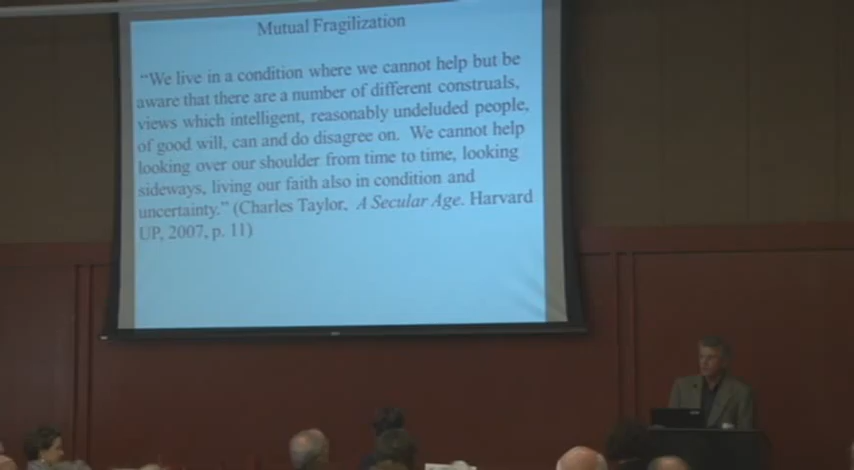 Mutual Fragilization
"We live in a condition where we cannot help but be
aware that there are a number of different construals,
views which intelligent, reasonably undeluded people,
of good will, can and do disagree on. We cannot help
looking over our shoulder from time to time, looking
sideways, living our faith also in condition and
uncertainty." (Charles Taylor, A Secular Age. Harvard
UP, 2007, p. 11)